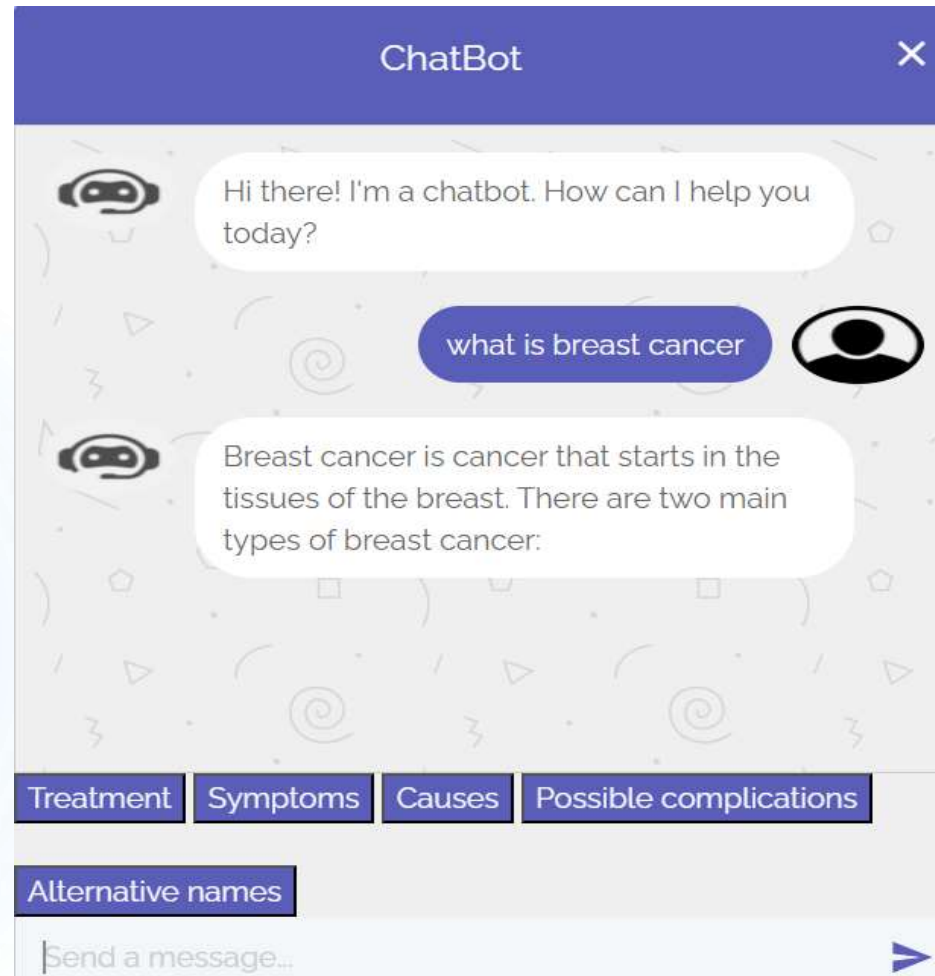 ChatBot ×
Hi there! I'm a chatbot. How can I help you
today?
what is breast cancer
Breast cancer is cancer that starts in the
tissues of the breast. There are two main
types of breast cancer:
Treatment Symptoms Causes Possible complications
Alternative names
Send a message...